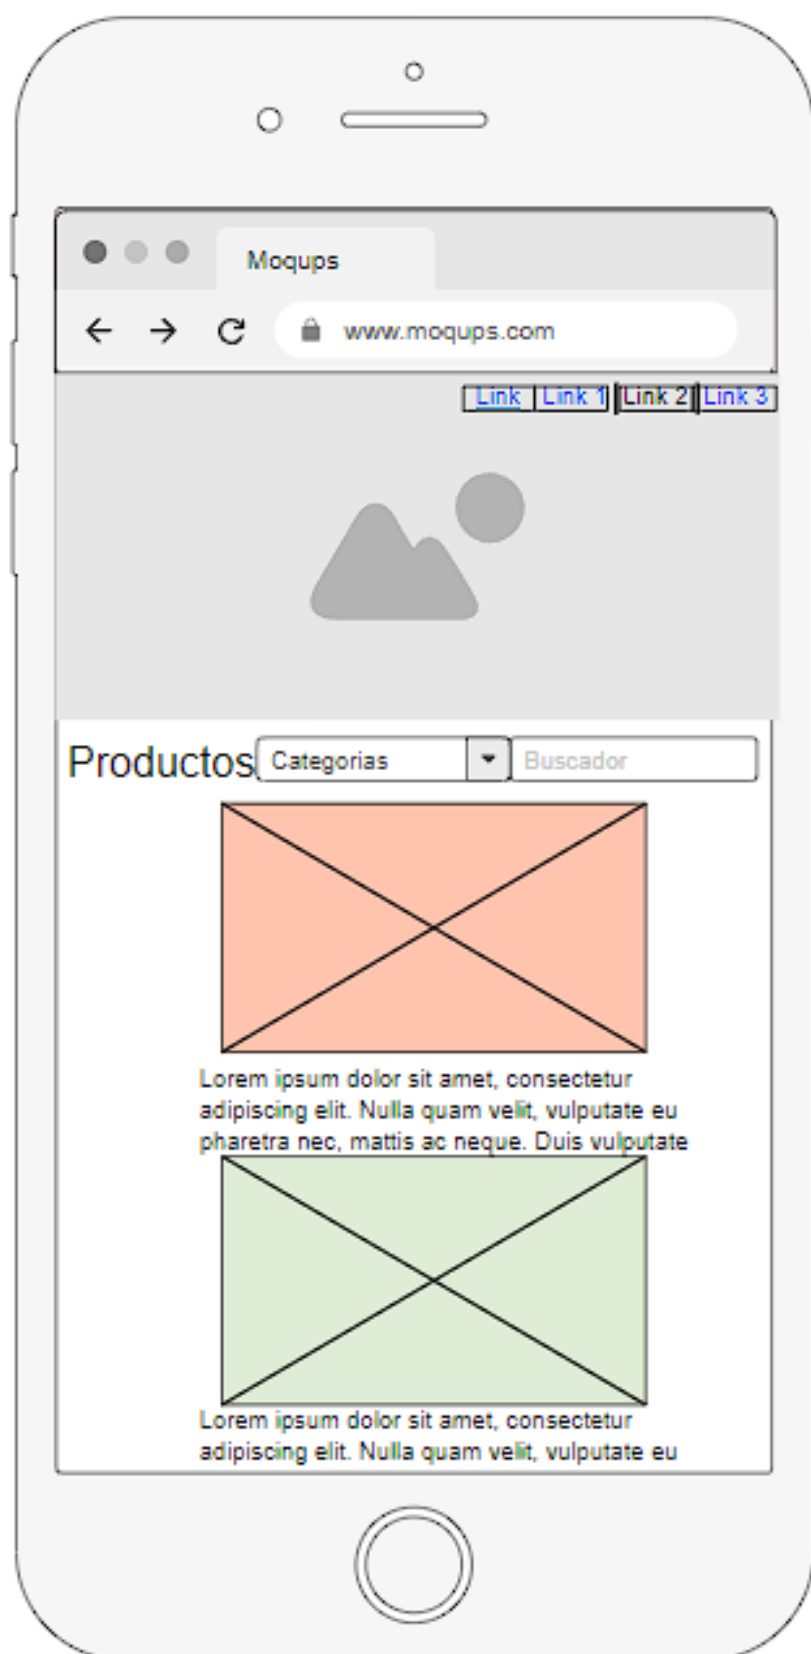 Moqups
www.moqups.com
Link Link 1 Link 2 Link 3
Productos Categorias Buscador
Lorem ipsum dolor sit amet, consectetur
adipiscing elit. Nulla quam velit, vulputate eu
pharetra nec, mattis ac neque. Duis vulputate
Lorem ipsum dolor sit amet, consectetur
adipiscing elit. Nulla quam velit, vulputate eu